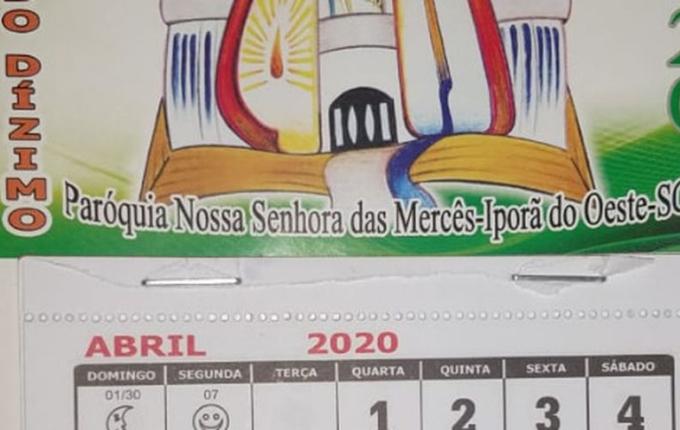 DO DÍZIMO
Paróquia Nossa Senhora das Mercês-Iporã do Oeste-SC
ABRIL 2020
DOMINGO SEGUNDA TERÇA QUARTA QUINTA SEXTA SÁBADO
01/30 07
1 2 3 4